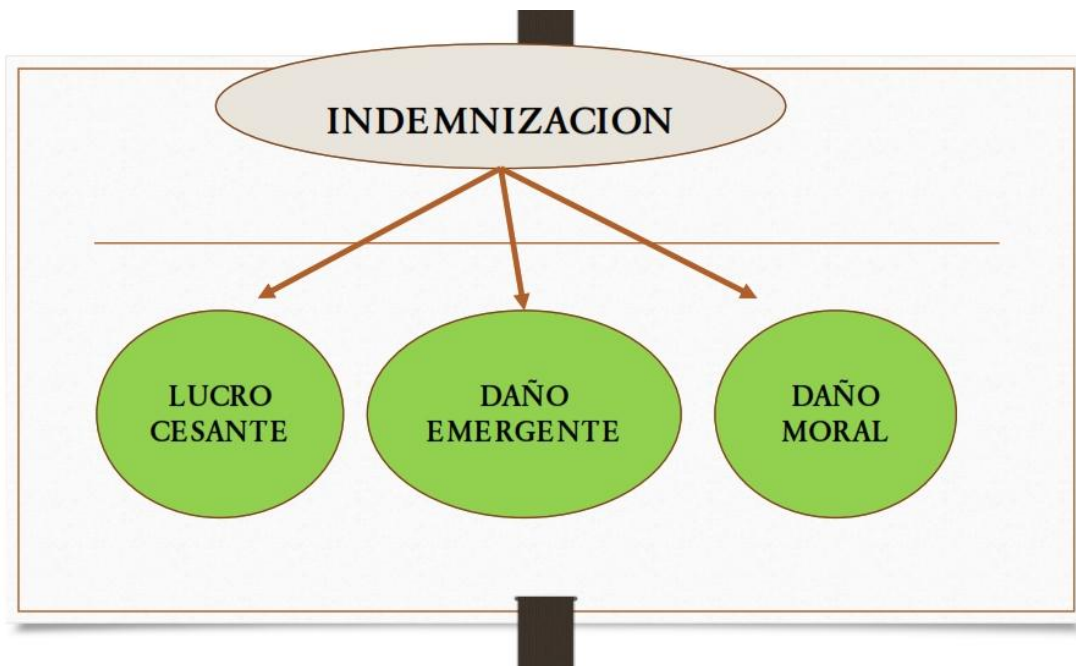 INDEMNIZACION
LUCRO
CESANTE
DAÑO
EMERGENTE
DAÑO
MORAL